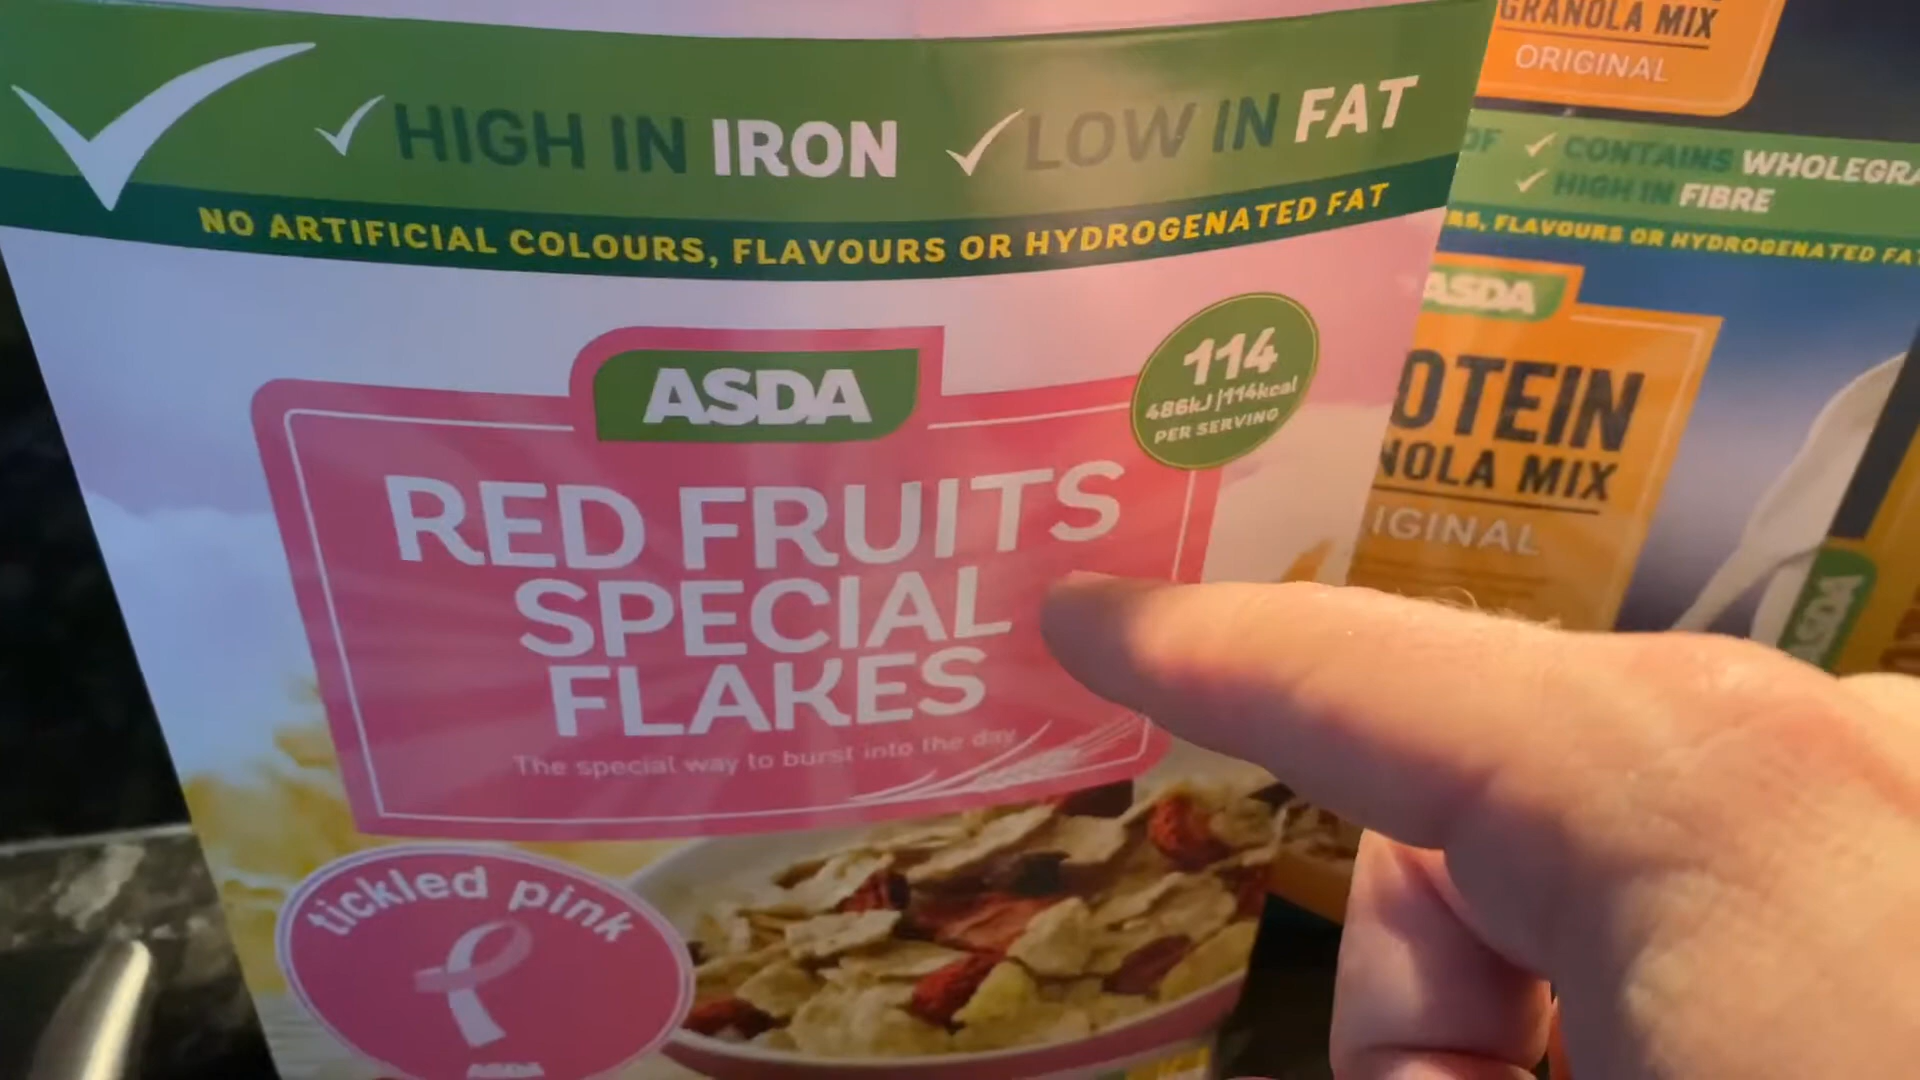 HIGH IN IRON
LOW IN FAT
NO ARTIFICIAL COLOURS, FLAVOURS OR HYDROGENATED FAT
ASDA
114
486kJ | 114kcal
PER SERVING
RED FRUITS
SPECIAL
FLAKES
The special way to burst into the day
tickled pink
ASDA
GRANOLA MIX
ORIGINAL
OF
CONTAINS WHOLEGRA
HIGH IN FIBRE
RS, FLAVOURS OR HYDROGENATED FAT
ASDA
OTEIN
NOLA MIX
IGINAL
ASDA